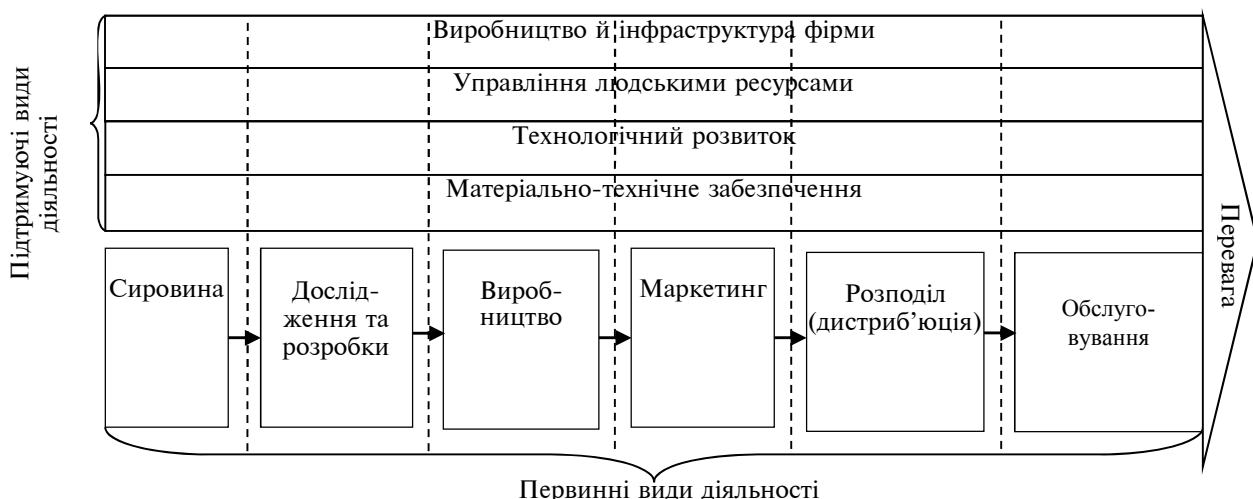 Виробництво й інфраструктура фірми
Управління людськими ресурсами
Технологічний розвиток
Матеріально-технічне забезпечення
Підтримуючі види
діяльності
Сировина
Дослід-
ження та
розробки
Вироб-
ництво
Маркетинг
Розподіл
(дистриб’юція)
Обслуго-
вування
Перевага
Первинні види діяльності